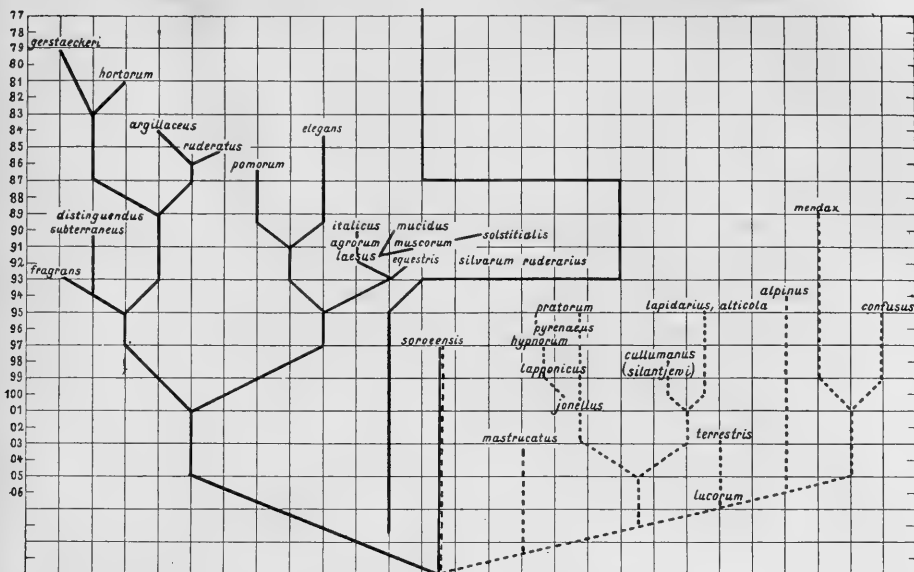 77
78
79
80
81
82
83
84
85
86
87
88
89
90
91
92
93
94
95
96
97
98
99
100
01
02
03
04
05
06
gerstaeckeri
hortorum
argillaceus
ruderatus
pomorum
elegans
distinguendus
subterraneus
fragrans
italicus
agrorum
laesus
mucidus
muscorum
equestris
solstitialis
silvarum ruderarius
soroeensis
mastrucatus
pratorum
pyrenaeus
hypnorum
lapponicus
jonellus
lapidarius, alticola
cullumanus
(silantjewi)
terrestris
lucorum
alpinus
mendax
confusus